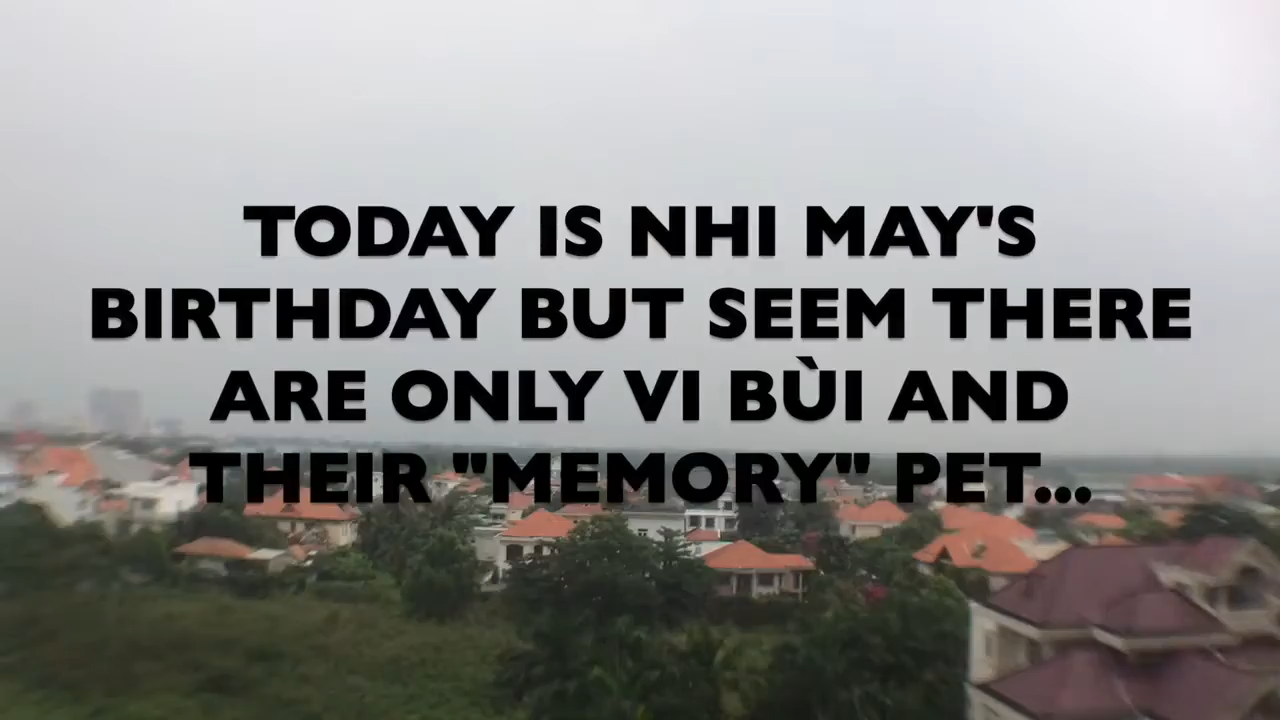 TODAY IS NHI MAY'S
BIRTHDAY BUT SEEM THERE
ARE ONLY VI BÙI AND
THEIR "MEMORY" PET...